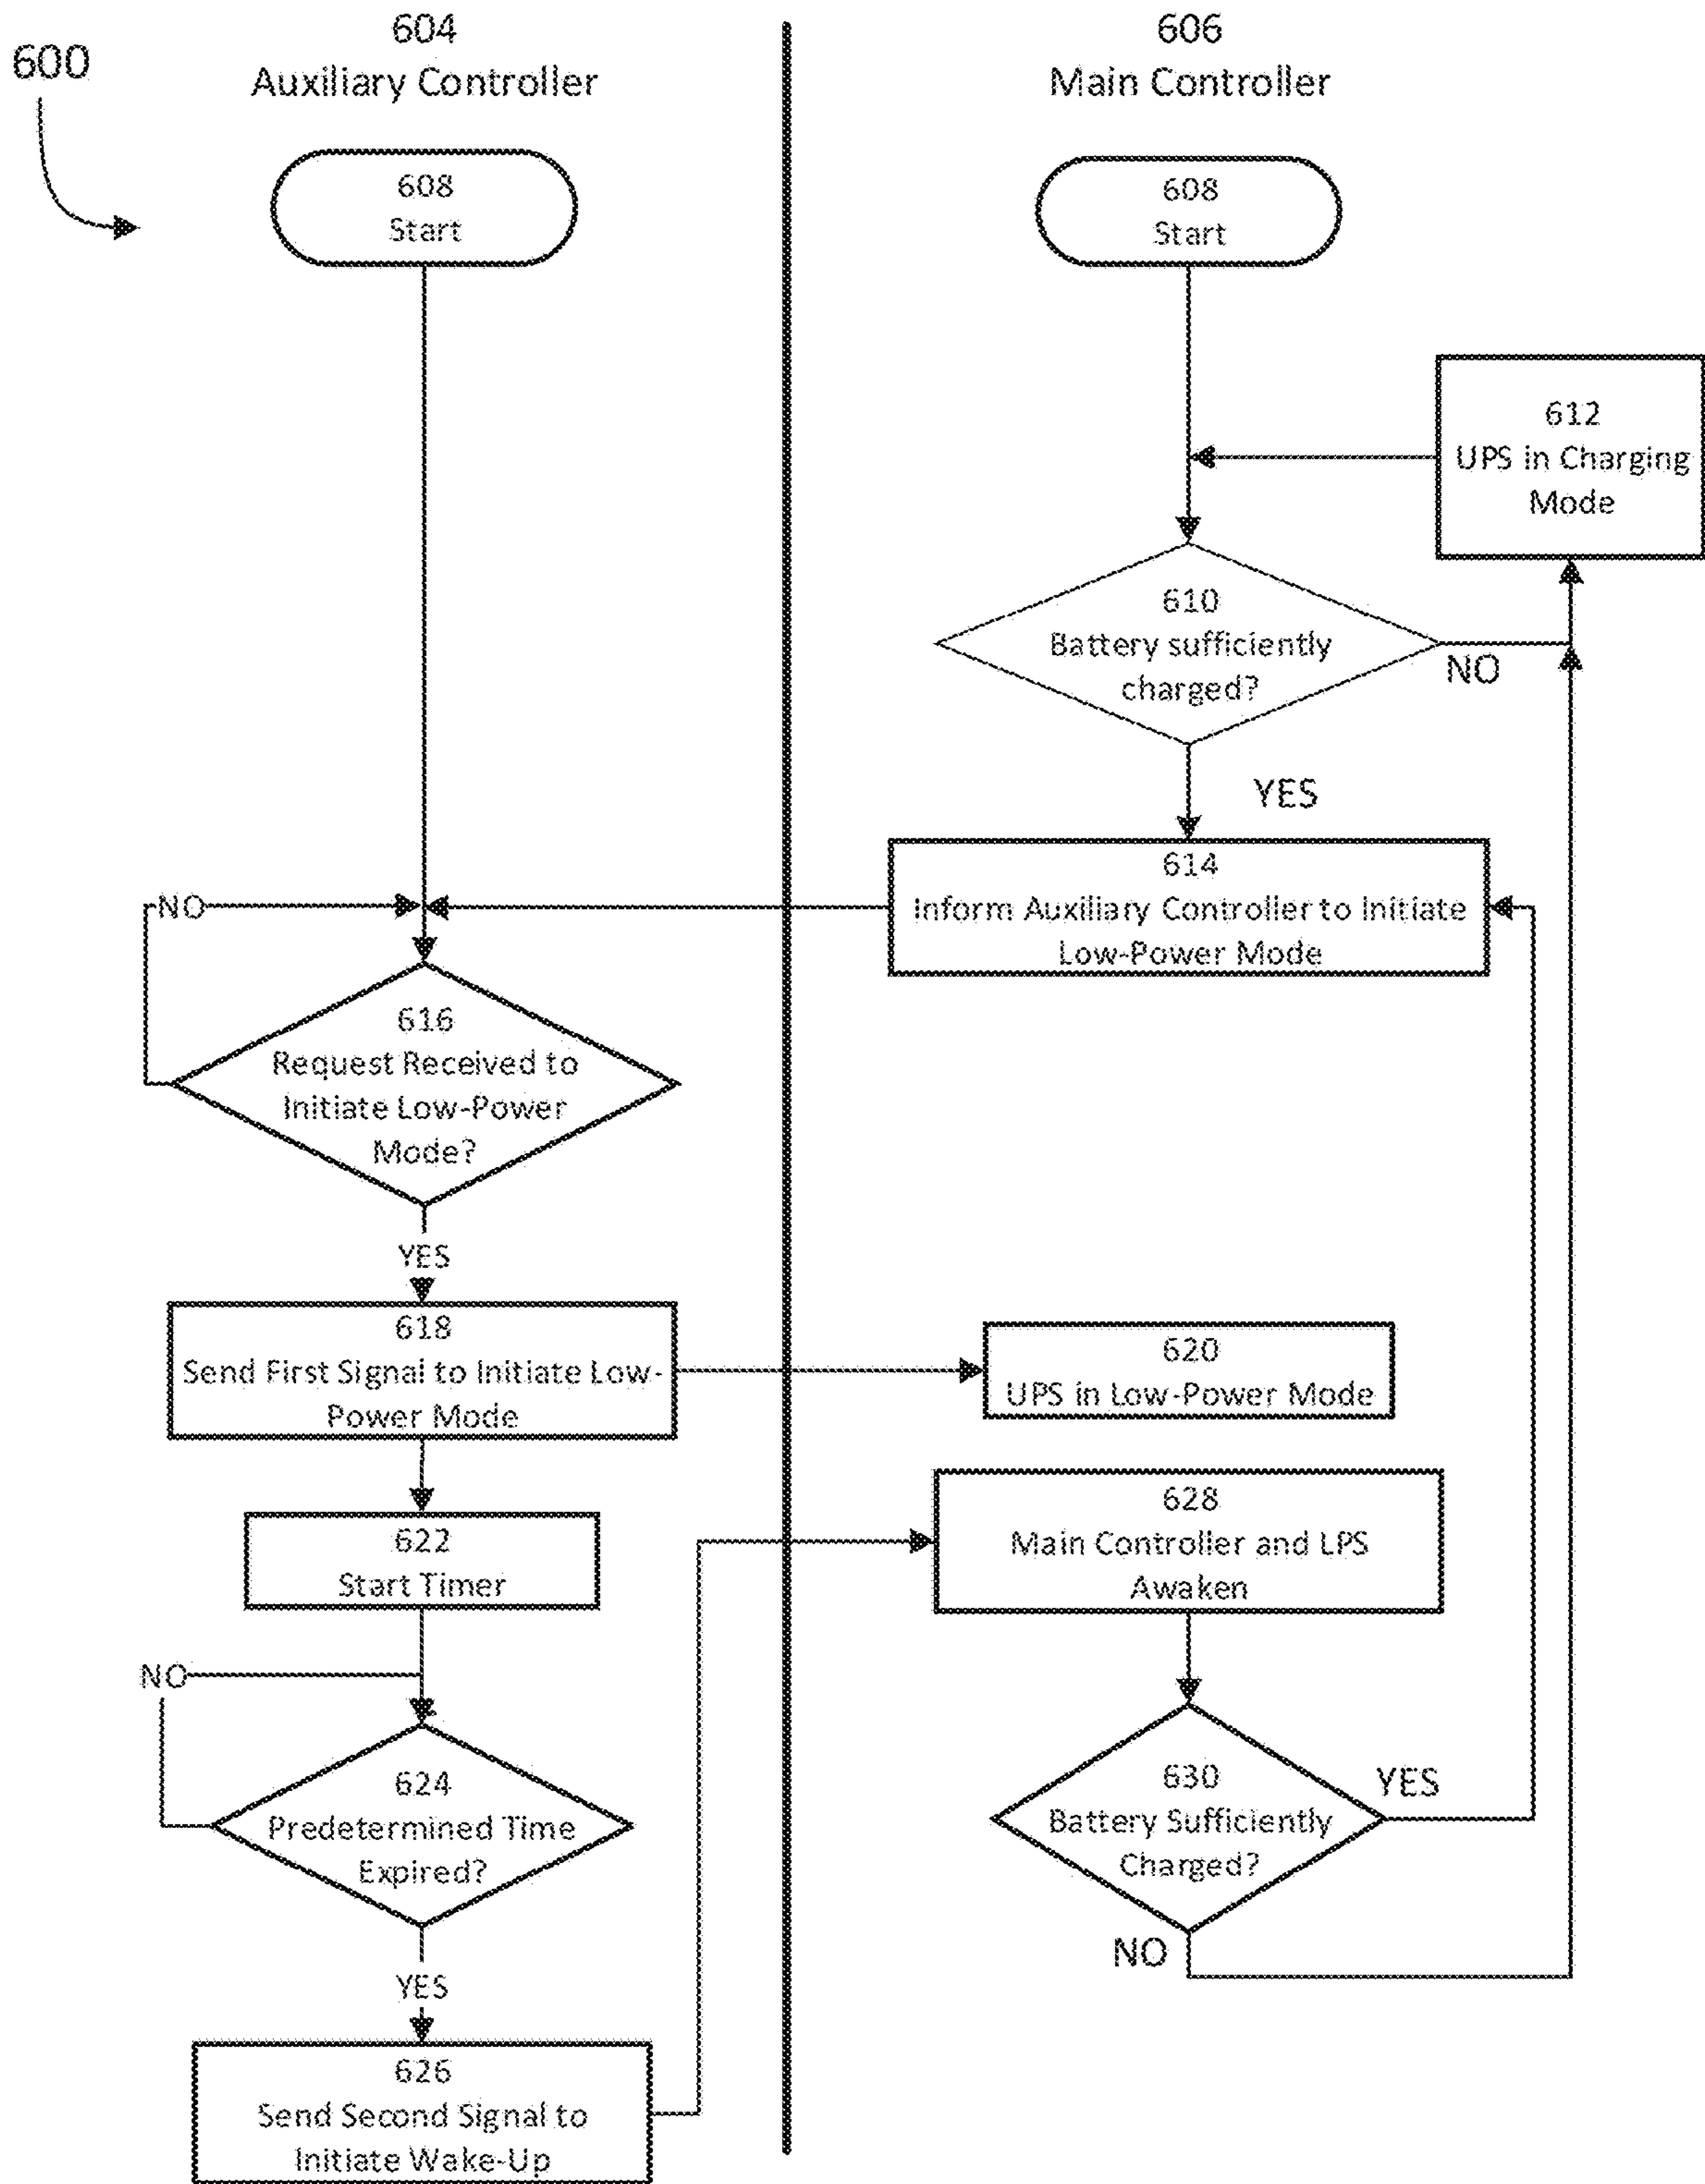 600
604
Auxiliary Controller
606
Main Controller
608
Start
608
Start
612
UPS in Charging
Mode
610
Battery sufficiently
charged?
NO
YES
614
Inform Auxiliary Controller to Initiate
Low-Power Mode
NO
616
Request Received to
Initiate Low-Power
Mode?
YES
618
Send First Signal to Initiate Low-
Power Mode
620
UPS in Low-Power Mode
622
Start Timer
628
Main Controller and LPS
Awaken
NO
624
Predetermined Time
Expired?
630
Battery Sufficiently
Charged?
YES
NO
YES
626
Send Second Signal to
Initiate Wake-Up